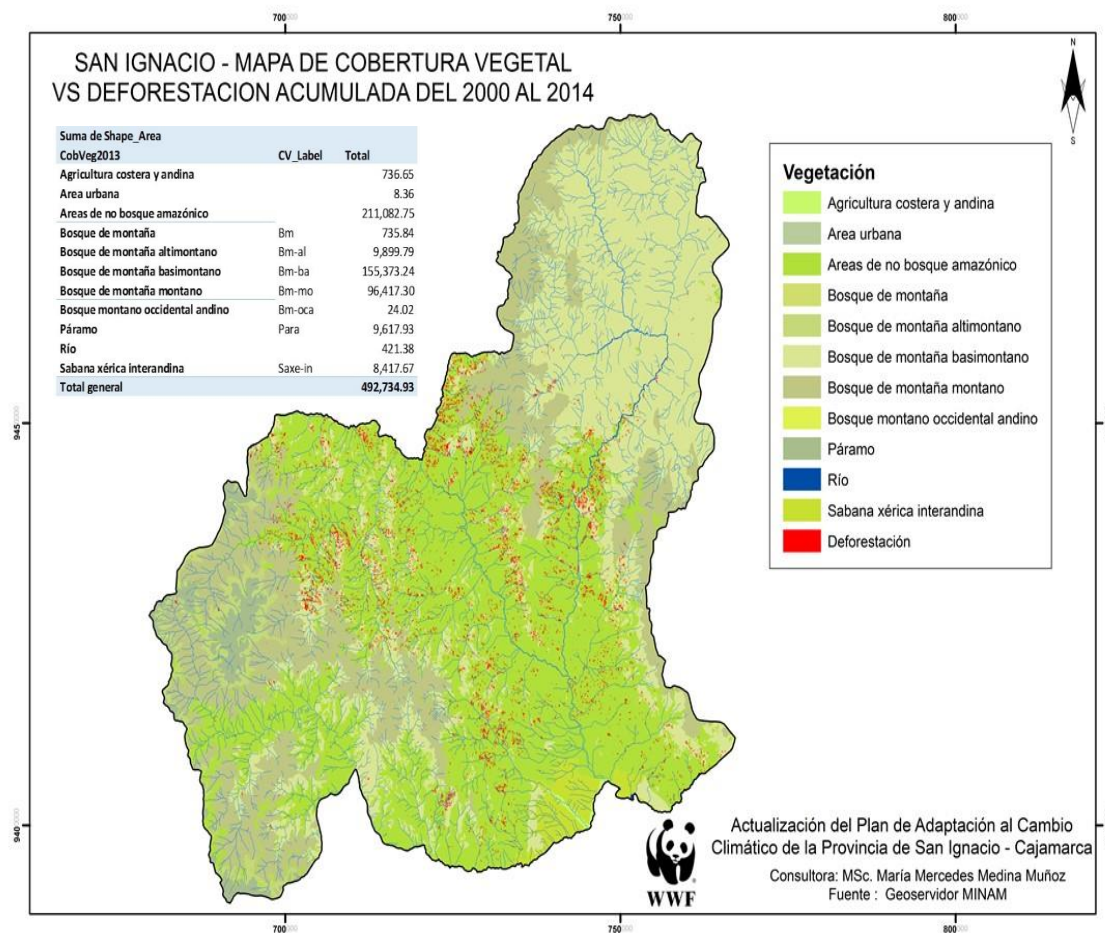 700000
750000
800000
SAN IGNACIO - MAPA DE COBERTURA VEGETAL
VS DEFORESTACION ACUMULADA DEL 2000 AL 2014
N
S
Suma de Shape_Area
CobVeg2013 CV_Label Total
Agricultura costera y andina 736.65
Area urbana 8.36
Areas de no bosque amazónico 211,082.75
Bosque de montaña Bm 735.84
Bosque de montaña altimontano Bm-al 9,899.79
Bosque de montaña basimontano Bm-ba 155,373.24
Bosque de montaña montano Bm-mo 96,417.30
Bosque montano occidental andino Bm-oca 24.02
Páramo Para 9,617.93
Río 421.38
Sabana xérica interandina Saxe-in 8,417.67
Total general 492,734.93
Vegetación
Agricultura costera y andina
Area urbana
Areas de no bosque amazónico
Bosque de montaña
Bosque de montaña altimontano
Bosque de montaña basimontano
Bosque de montaña montano
Bosque montano occidental andino
Páramo
Río
Sabana xérica interandina
Deforestación
9450000
9400000
WWF
Actualización del Plan de Adaptación al Cambio
Climático de la Provincia de San Ignacio - Cajamarca
Consultora: MSc. María Mercedes Medina Muñoz
Fuente : Geoservidor MINAM
700000
750000
800000